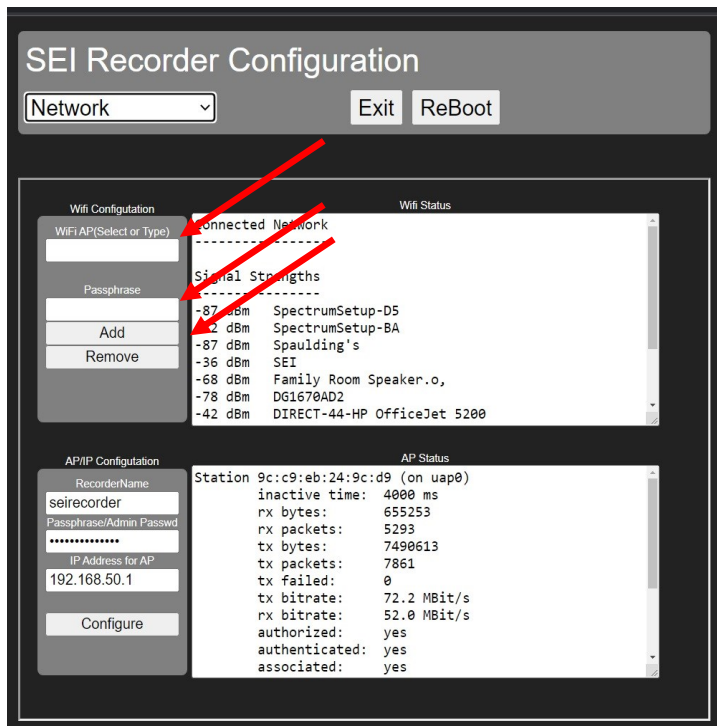 SEI Recorder Configuration
Network Exit ReBoot
Wifi Configutation
WiFi AP(Select or Type)
Passphrase
Add
Remove
Wifi Status
Connected Network
-----------------
Signal Strengths
----------------
-87 dBm SpectrumSetup-D5
2 dBm SpectrumSetup-BA
-87 dBm Spaulding's
-36 dBm SEI
-68 dBm Family Room Speaker.o,
-78 dBm DG1670AD2
-42 dBm DIRECT-44-HP OfficeJet 5200
AP/IP Configutation
RecorderName
seirecorder
Passphrase/Admin Passwd
••••••••••••••
IP Address for AP
192.168.50.1
Configure
AP Status
Station 9c:c9:eb:24:9c:d9 (on uap0)
inactive time: 4000 ms
rx bytes: 655253
rx packets: 5293
tx bytes: 7490613
tx packets: 7861
tx failed: 0
tx bitrate: 72.2 MBit/s
rx bitrate: 52.0 MBit/s
authorized: yes
authenticated: yes
associated: yes